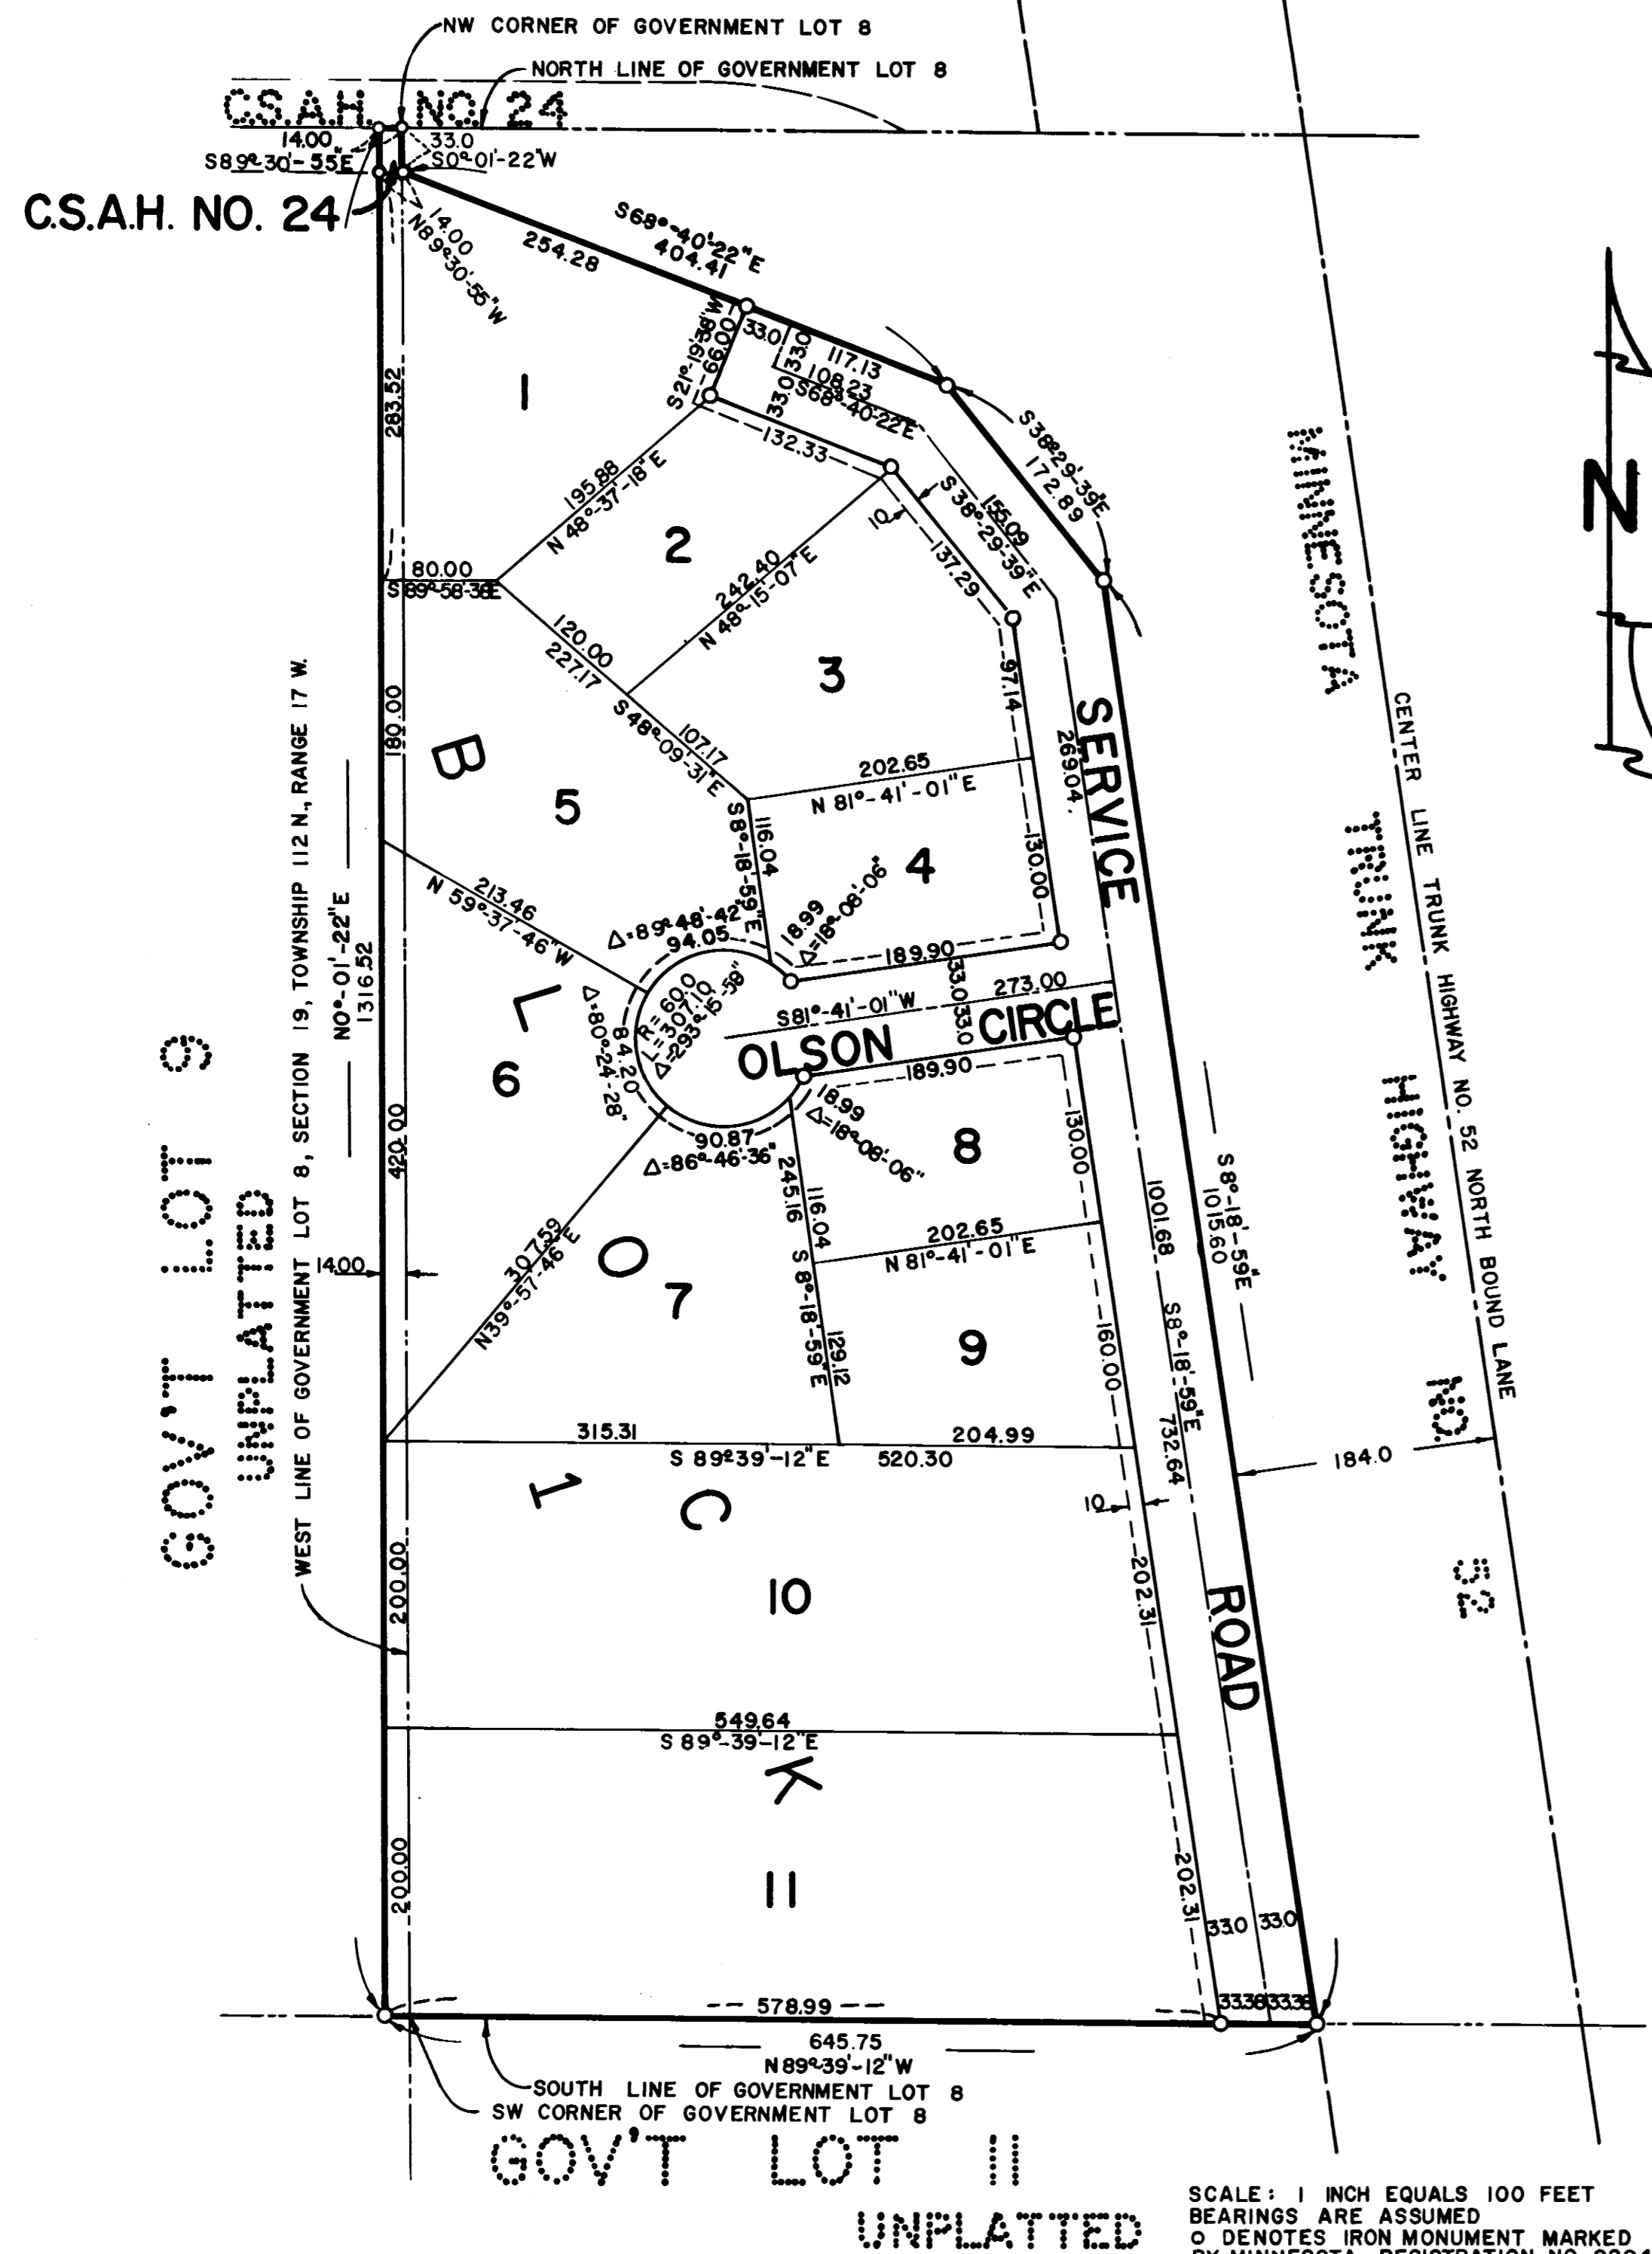 NW CORNER OF GOVERNMENT LOT 8
NORTH LINE OF GOVERNMENT LOT 8
C.S.A.H. NO. 24
14.00
S89°-30'-55"E
33.0
S0°-01'-22"W
C.S.A.H. NO. 24
14.00
N89°-30'-55"W
254.28
S68°-40'-22"E
404.41
S21°-19'-38"W
66.00
33.0
33.0
33.0
117.13
108.23
S68°-40'-22"E
132.33
S38°-29'-39"E
172.89
155.09
S38°-29'-39"E
10
137.29
283.52
1
195.88
N 48°-37'-18"E
2
242.40
N 48°-15'-07"E
80.00
S 89°-58'-38"E
120.00
227.17
S 48°-09'-31"E
107.17
3
97.14
269.04
202.65
N 81°-41'-01"E
180.00
5
116.04
S 8°-18'-59"E
4
130.00
213.46
N 59°-37'-46"W
Δ=89°-48'-42"
94.05
18.99
Δ=18°-08'-06"
189.90
33.0
33.0
273.00
S81°-41'-01"W
R=60.0
L=307.10
Δ=293°-15'-59"
OLSON CIRCLE
189.90
Δ=80°-24'-28"
84.20
6
90.87
Δ=86°-46'-36"
18.99
Δ=18°-08'-06"
8
130.00
420.00
245.16
116.04
S 8°-18'-59"E
129.12
202.65
N 81°-41'-01"E
307.59
N39°-57'-46"E
7
9
160.00
315.31
204.99
S 89°39'-12"E
520.30
BLOCK 1
10
10
202.31
200.00
549.64
S 89°-39'-12"E
11
200.00
202.31
33.0
33.0
33.38
33.38
578.99
645.75
N89°-39'-12"W
SOUTH LINE OF GOVERNMENT LOT 8
SW CORNER OF GOVERNMENT LOT 8
GOV'T LOT 11
UNPLATTED
GOV'T LOT 9
UNPLATTED
WEST LINE OF GOVERNMENT LOT 8, SECTION 19, TOWNSHIP 112 N., RANGE 17 W.
N0°-01'-22"E
1316.52
14.00
SERVICE ROAD
1001.68
S8°-18'-59"E
732.64
S 8°-18'-59"E
1015.60
184.0
MINNESOTA TRUNK HIGHWAY NO. 52
CENTER LINE TRUNK HIGHWAY NO. 52 NORTH BOUND LANE
N
SCALE: 1 INCH EQUALS 100 FEET
BEARINGS ARE ASSUMED
O DENOTES IRON MONUMENT MARKED
BY MINNESOTA REGISTRATION NO.